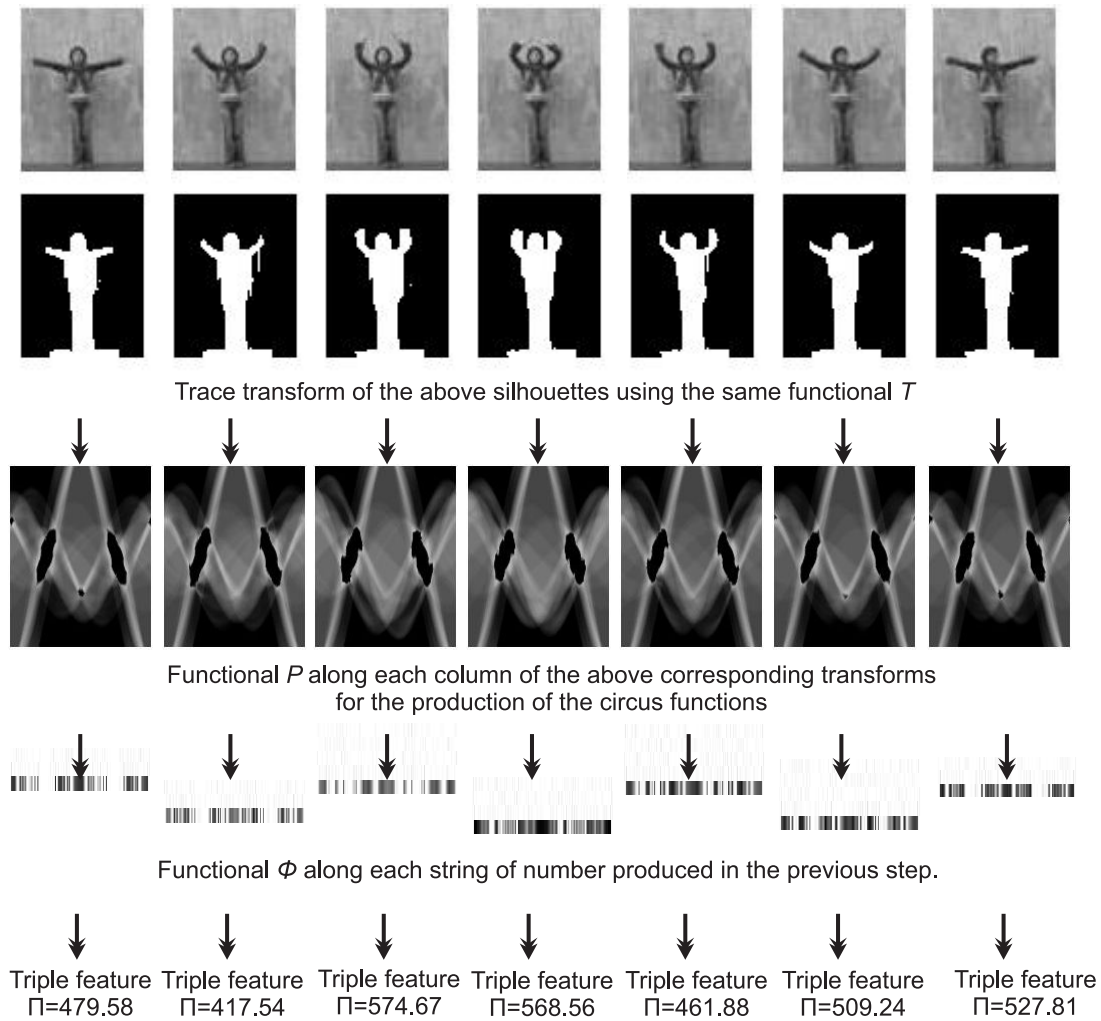 Trace transform of the above silhouettes using the same functional T
Functional P along each column of the above corresponding transforms
for the production of the circus functions
Functional Φ along each string of number produced in the previous step.
Triple feature Triple feature Triple feature Triple feature Triple feature Triple feature Triple feature
Π=479.58 Π=417.54 Π=574.67 Π=568.56 Π=461.88 Π=509.24 Π=527.81